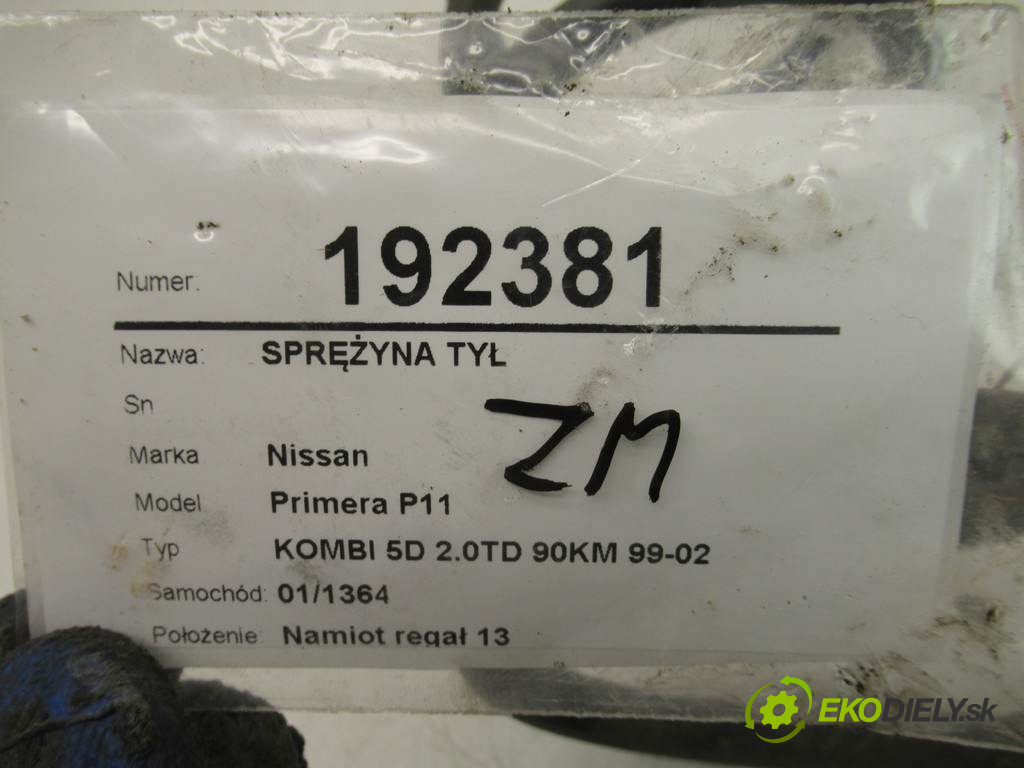 Numer: 192381
Nazwa: SPRĘŻYNA TYŁ
Sn
ZM
Marka Nissan
Model Primera P11
Typ KOMBI 5D 2.0TD 90KM 99-02
Samochód: 01/1364
Położenie: Namiot regał 13
EKODIELY.sk